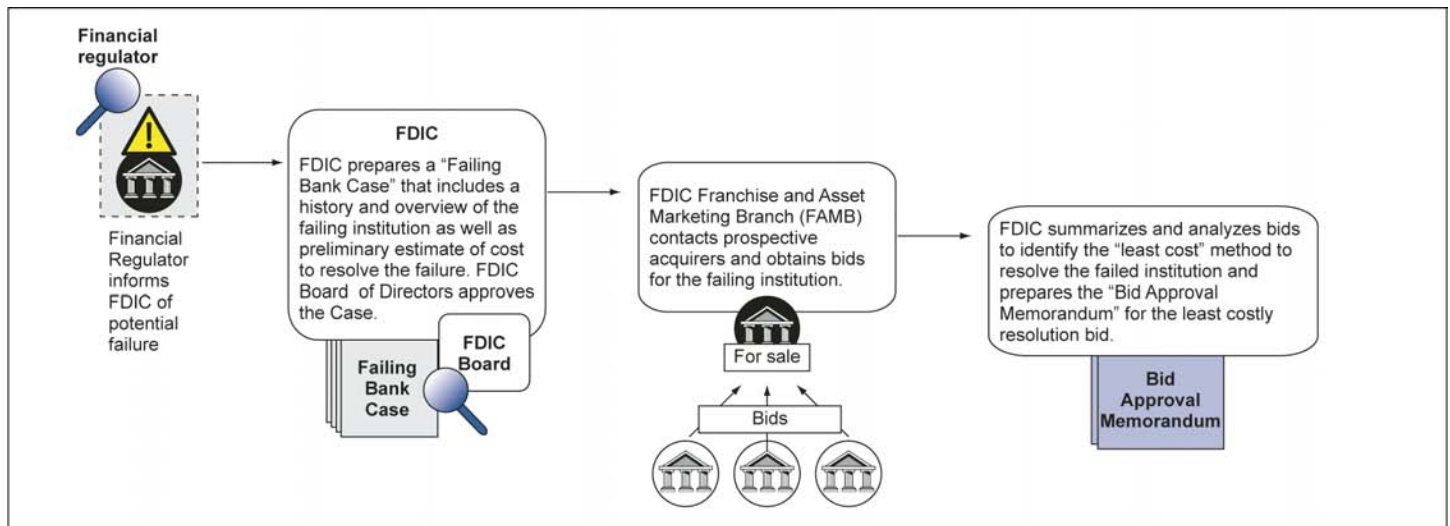 Financial
regulator
Financial
Regulator
informs
FDIC of
potential
failure
FDIC
FDIC prepares a “Failing
Bank Case” that includes a
history and overview of the
failing institution as well as
preliminary estimate of cost
to resolve the failure. FDIC
Board of Directors approves
the Case.
FDIC
Board
Failing
Bank
Case
FDIC Franchise and Asset
Marketing Branch (FAMB)
contacts prospective
acquirers and obtains bids
for the failing institution.
For sale
Bids
FDIC summarizes and analyzes bids
to identify the “least cost” method to
resolve the failed institution and
prepares the “Bid Approval
Memorandum” for the least costly
resolution bid.
Bid
Approval
Memorandum